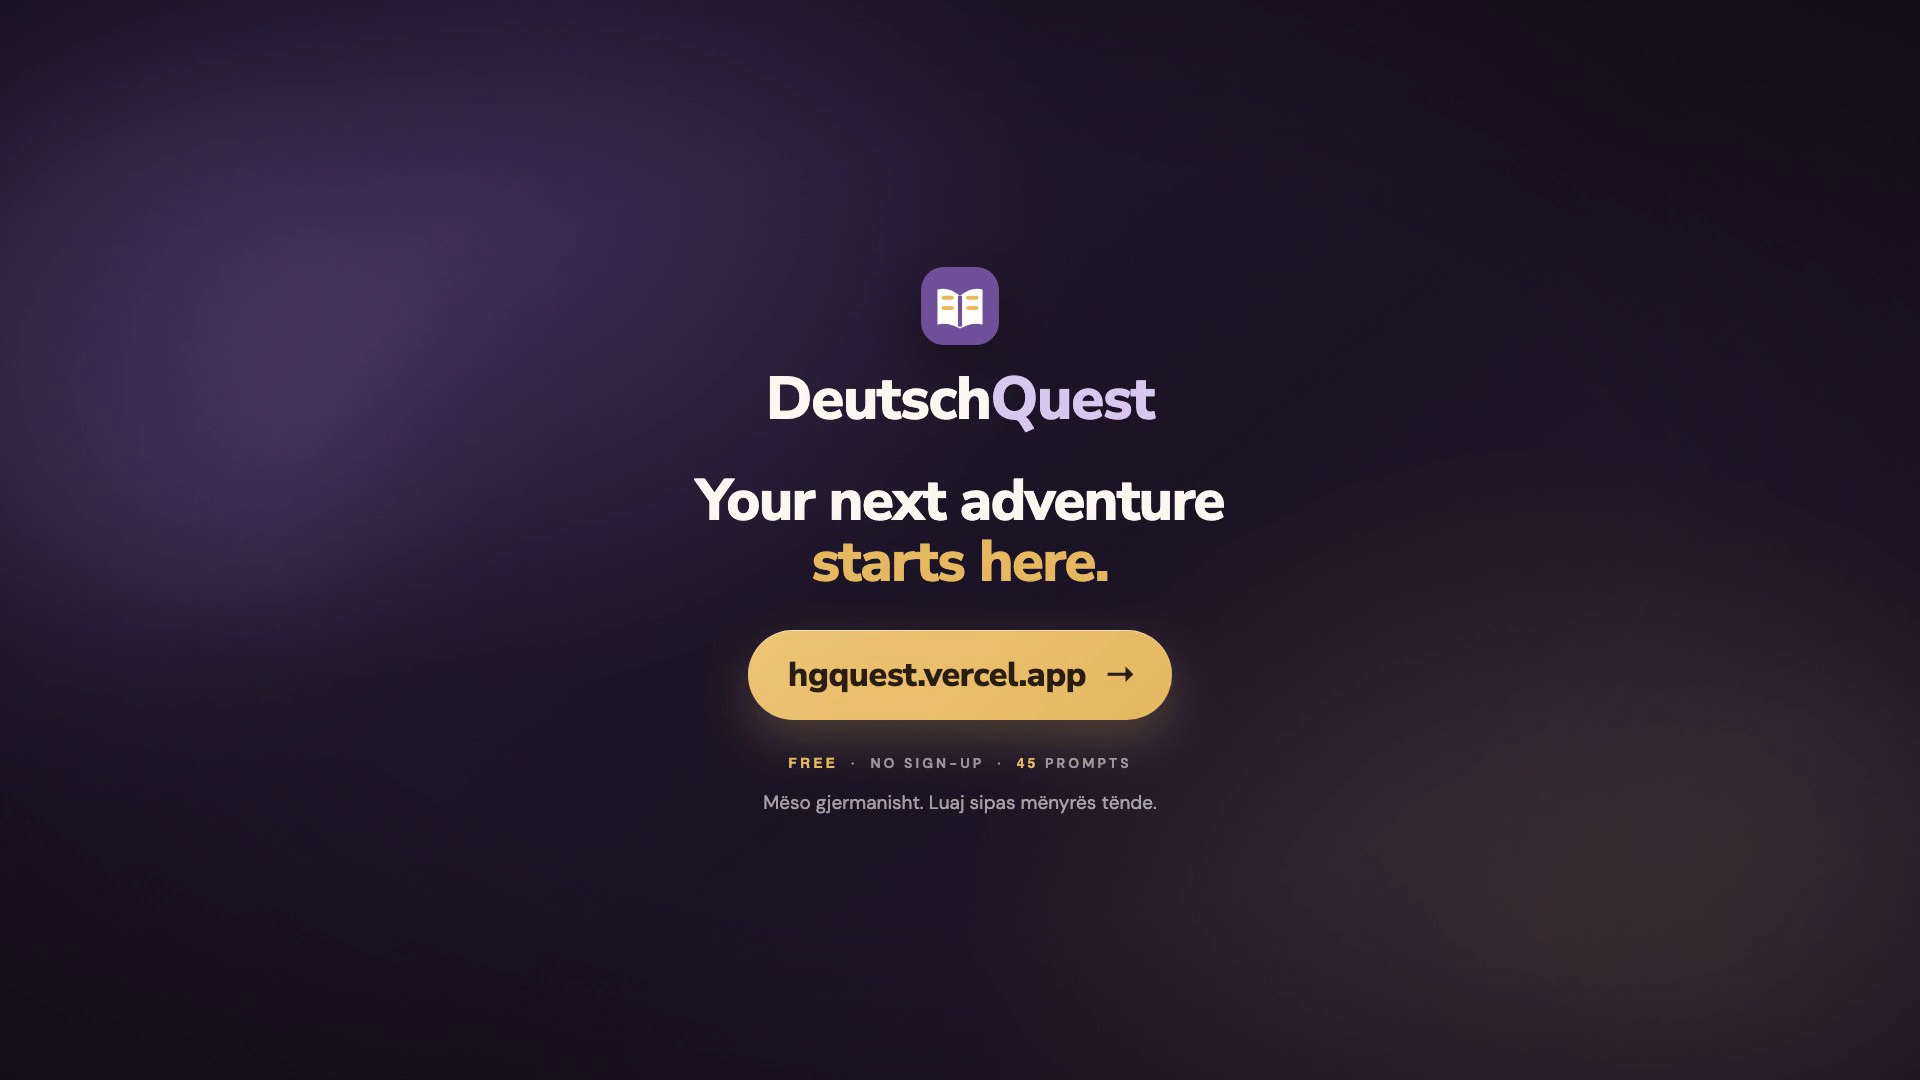 DeutschQuest
Your next adventure
starts here.
hgquest.vercel.app →
FREE · NO SIGN-UP · 45 PROMPTS
Mëso gjermanisht. Luaj sipas mënyrës tënde.